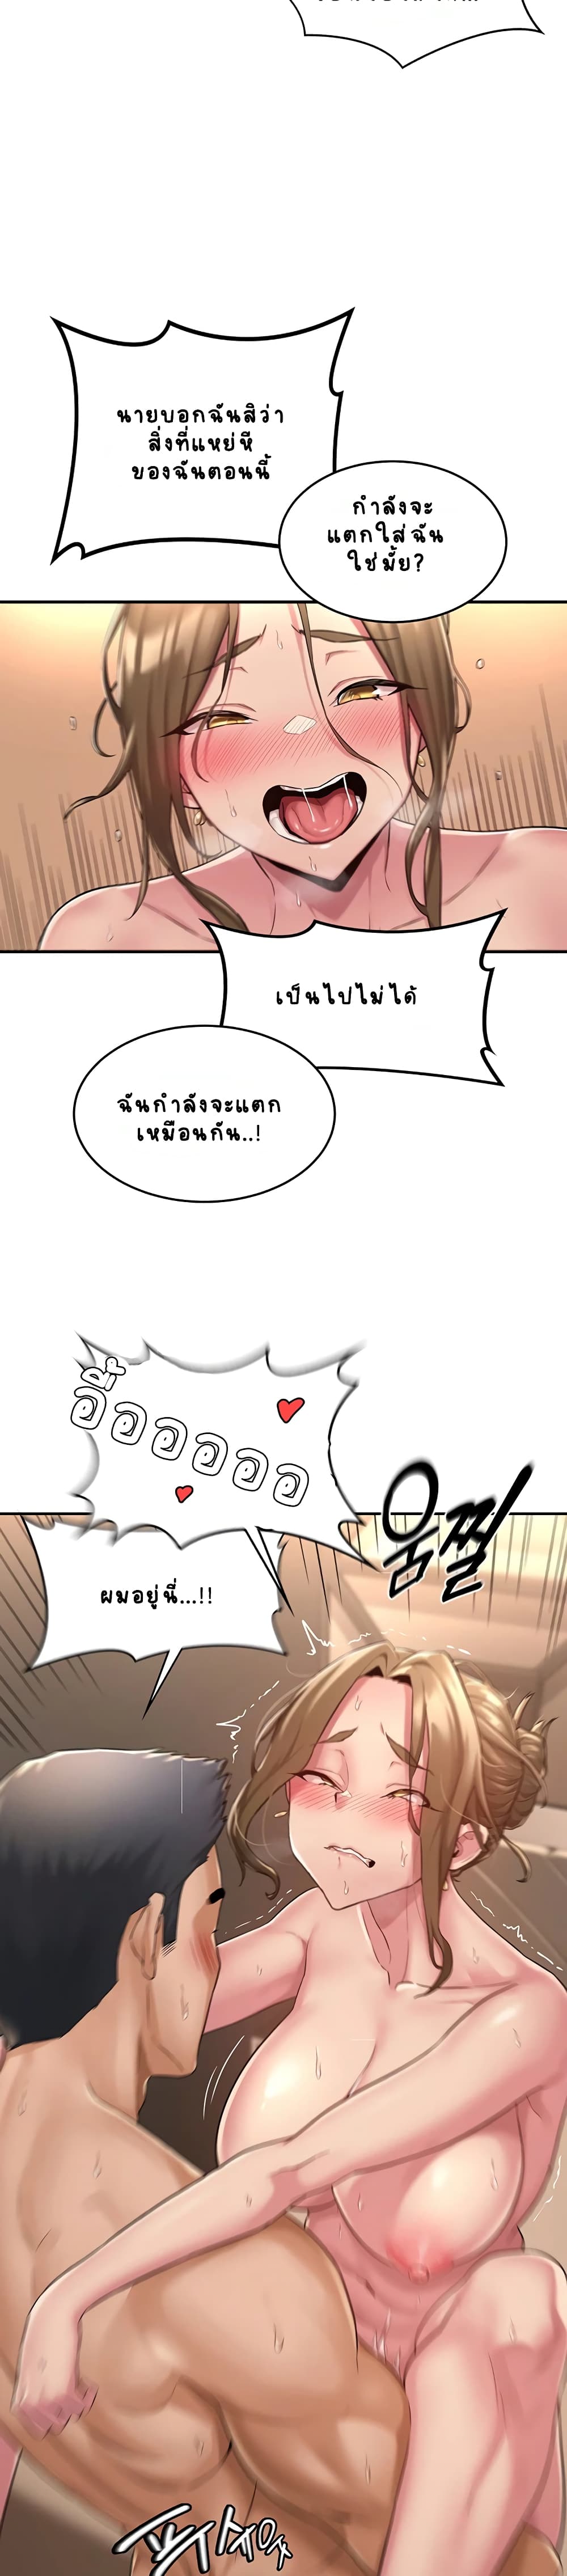 นายบอกฉันสิว่า
สิ่งที่แหย่หี
ของฉันตอนนี้
กำลังจะ
แตกใส่ฉัน
ใช่มั้ย?
เป็นไปไม่ได้
ฉันกำลังจะแตก
เหมือนกัน..!
อื้อออออ
움찔
ผมอยู่นี่...!!